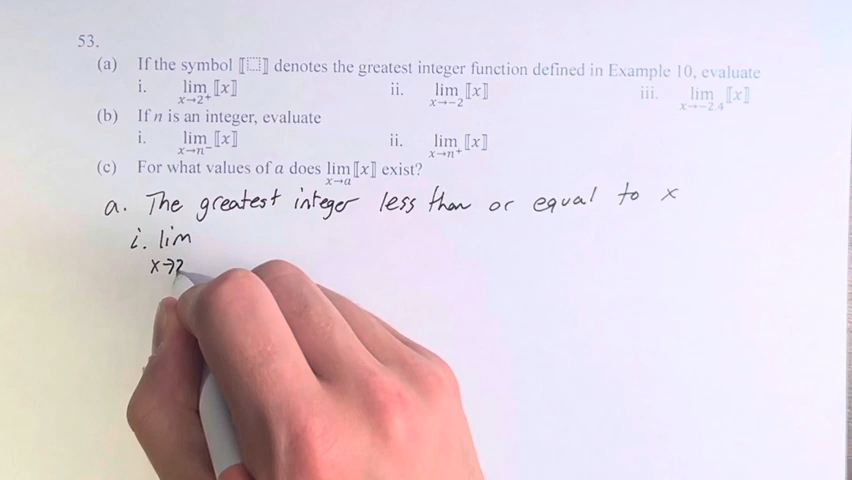 53.
(a) If the symbol ⟦⬚⟧ denotes the greatest integer function defined in Example 10, evaluate
i. lim x→2⁺ ⟦x⟧ ii. lim x→−2 ⟦x⟧ iii. lim x→−2.4 ⟦x⟧
(b) If n is an integer, evaluate
i. lim x→n⁻ ⟦x⟧ ii. lim x→n⁺ ⟦x⟧
(c) For what values of a does lim x→a ⟦x⟧ exist?
a. The greatest integer less than or equal to x
i. lim
x→2